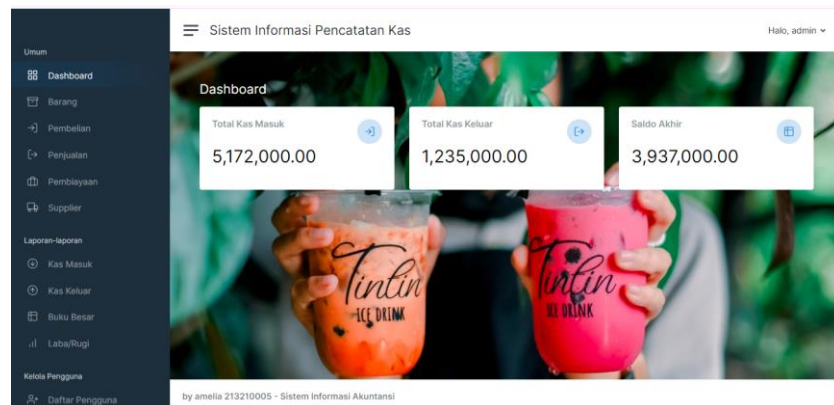 Sistem Informasi Pencatatan Kas
Halo, admin
Umum
Dashboard
Barang
Pembelian
Penjualan
Pembiayaan
Supplier
Laporan-laporan
Kas Masuk
Kas Keluar
Buku Besar
Laba/Rugi
Kelola Pengguna
Daftar Pengguna
Dashboard
Total Kas Masuk
5,172,000.00
Total Kas Keluar
1,235,000.00
Saldo Akhir
3,937,000.00
Tintin
ICE DRINK
Tintin
ICE DRINK
by amelia 213210005 - Sistem Informasi Akuntansi